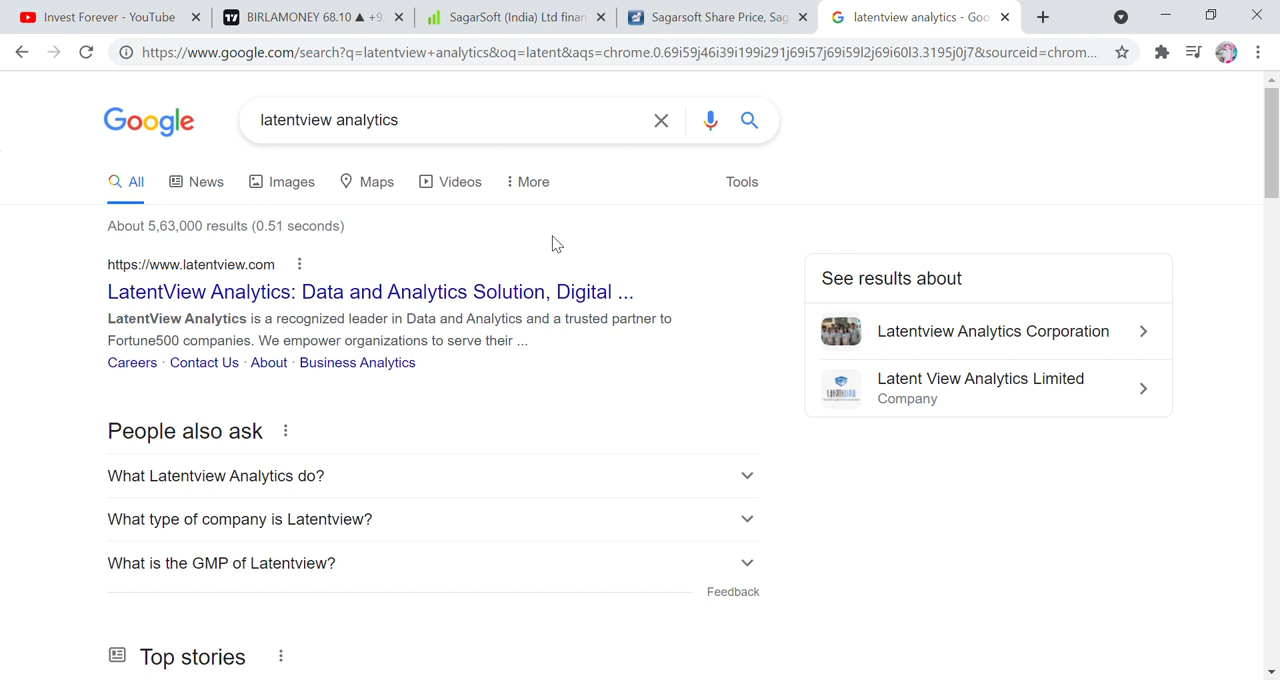 Invest Forever - YouTube
BIRLAMONEY 68.10 ▲ +9.
SagarSoft (India) Ltd finan
Sagarsoft Share Price, Sag
latentview analytics - Goo
https://www.google.com/search?q=latentview+analytics&oq=latent&aqs=chrome.0.69i59j46i39i199i291j69i57j69i59l2j69i60l3.3195j0j7&sourceid=chrom...
Google
latentview analytics
All
News
Images
Maps
Videos
More
Tools
About 5,63,000 results (0.51 seconds)
https://www.latentview.com
LatentView Analytics: Data and Analytics Solution, Digital ...
LatentView Analytics is a recognized leader in Data and Analytics and a trusted partner to
Fortune500 companies. We empower organizations to serve their ...
Careers · Contact Us · About · Business Analytics
See results about
Latentview Analytics Corporation
Latent View Analytics Limited
Company
People also ask
What Latentview Analytics do?
What type of company is Latentview?
What is the GMP of Latentview?
Feedback
Top stories